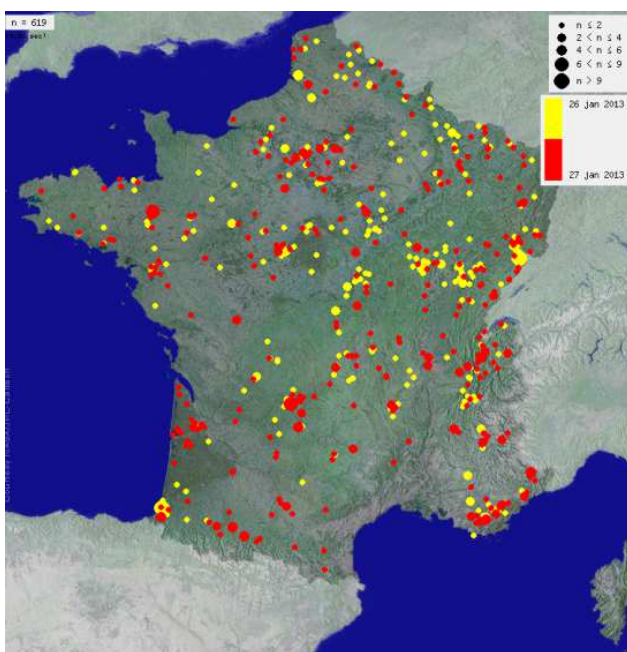 n = 619
n ≤ 2
2 < n ≤ 4
4 < n ≤ 6
6 < n ≤ 9
n > 9
26 jan 2013
27 jan 2013